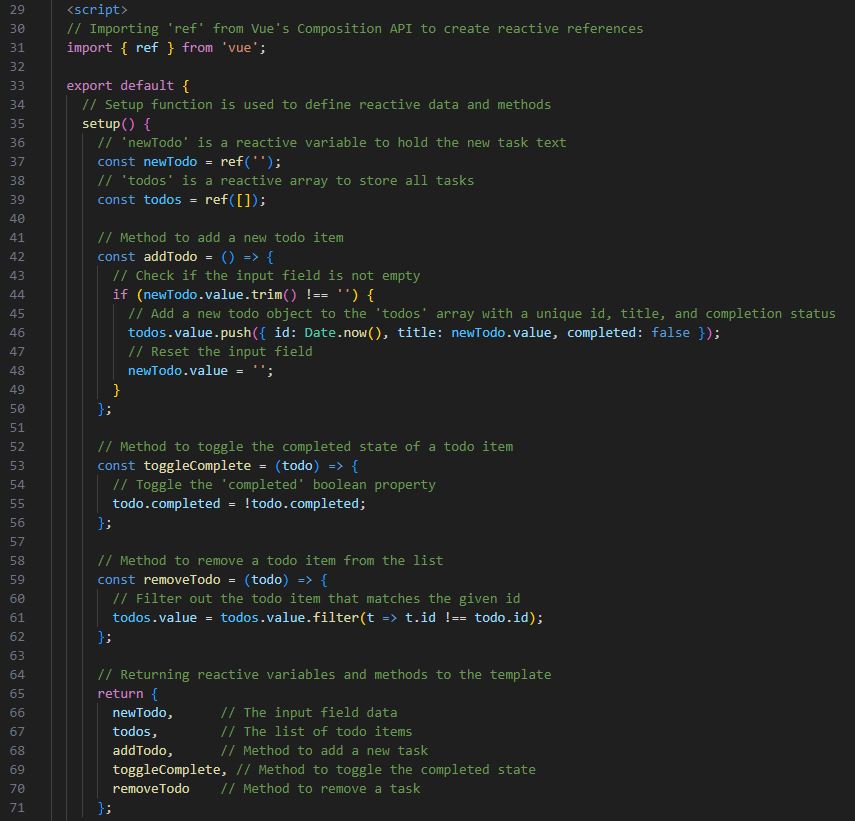 29 <script>
30 // Importing 'ref' from Vue's Composition API to create reactive references
31 import { ref } from 'vue';
32
33 export default {
34   // Setup function is used to define reactive data and methods
35   setup() {
36     // 'newTodo' is a reactive variable to hold the new task text
37     const newTodo = ref('');
38     // 'todos' is a reactive array to store all tasks
39     const todos = ref([]);
40
41     // Method to add a new todo item
42     const addTodo = () => {
43       // Check if the input field is not empty
44       if (newTodo.value.trim() !== '') {
45         // Add a new todo object to the 'todos' array with a unique id, title, and completion status
46         todos.value.push({ id: Date.now(), title: newTodo.value, completed: false });
47         // Reset the input field
48         newTodo.value = '';
49       }
50     };
51
52     // Method to toggle the completed state of a todo item
53     const toggleComplete = (todo) => {
54       // Toggle the 'completed' boolean property
55       todo.completed = !todo.completed;
56     };
57
58     // Method to remove a todo item from the list
59     const removeTodo = (todo) => {
60       // Filter out the todo item that matches the given id
61       todos.value = todos.value.filter(t => t.id !== todo.id);
62     };
63
64     // Returning reactive variables and methods to the template
65     return {
66       newTodo,      // The input field data
67       todos,        // The list of todo items
68       addTodo,      // Method to add a new task
69       toggleComplete, // Method to toggle the completed state
70       removeTodo    // Method to remove a task
71     };